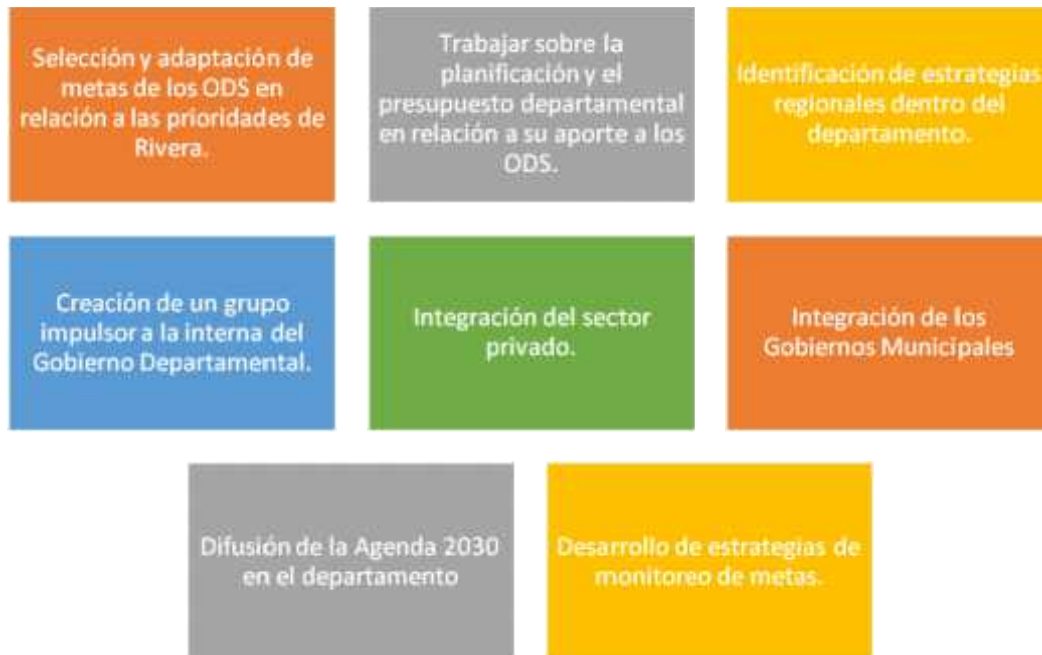 Selección y adaptación de
metas de los ODS en
relación a las prioridades de
Rivera.
Trabajar sobre la
planificación y el
presupuesto departamental
en relación a su aporte a los
ODS.
Identificación de estrategias
regionales dentro del
departamento.
Creación de un grupo
impulsor a la interna del
Gobierno Departamental.
Integración del sector
privado.
Integración de los
Gobiernos Municipales
Difusión de la Agenda 2030
en el departamento
Desarrollo de estrategias de
monitoreo de metas.